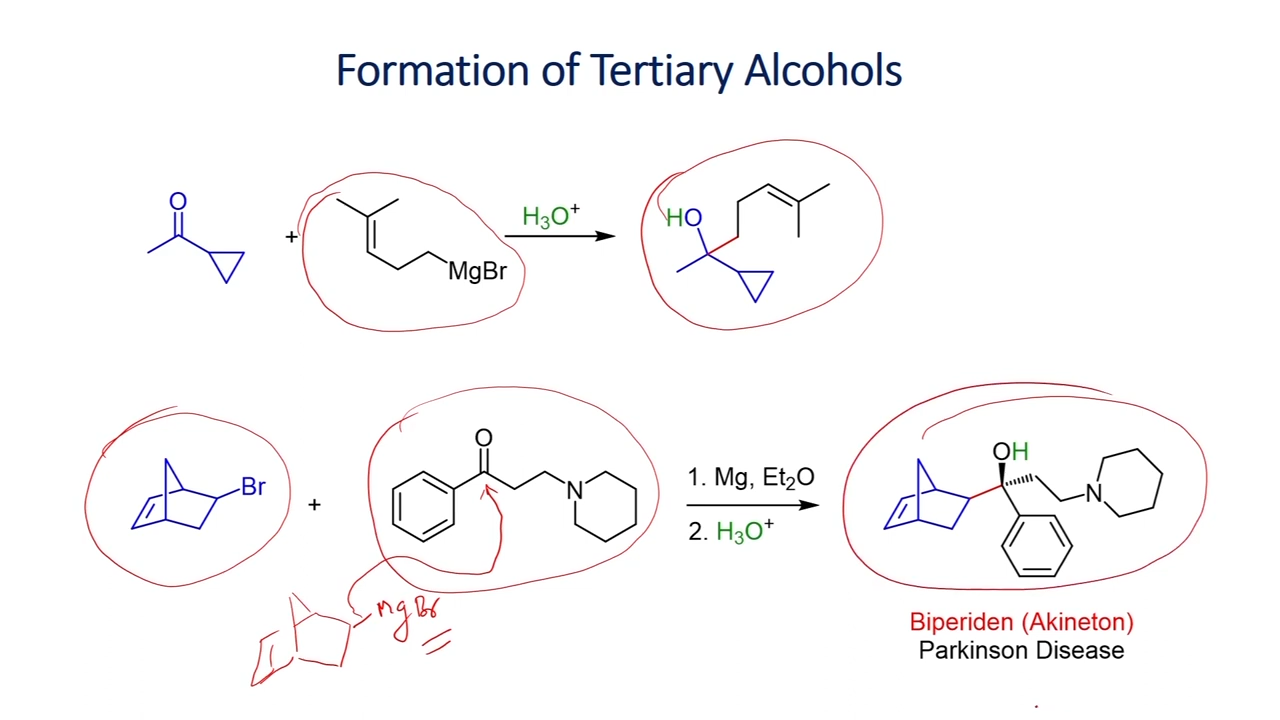 Formation of Tertiary Alcohols
O
+
MgBr
H₃O⁺
HO
O
Br
+
N
1. Mg, Et₂O
2. H₃O⁺
OH
N
MgBr
Biperiden (Akineton)
Parkinson Disease